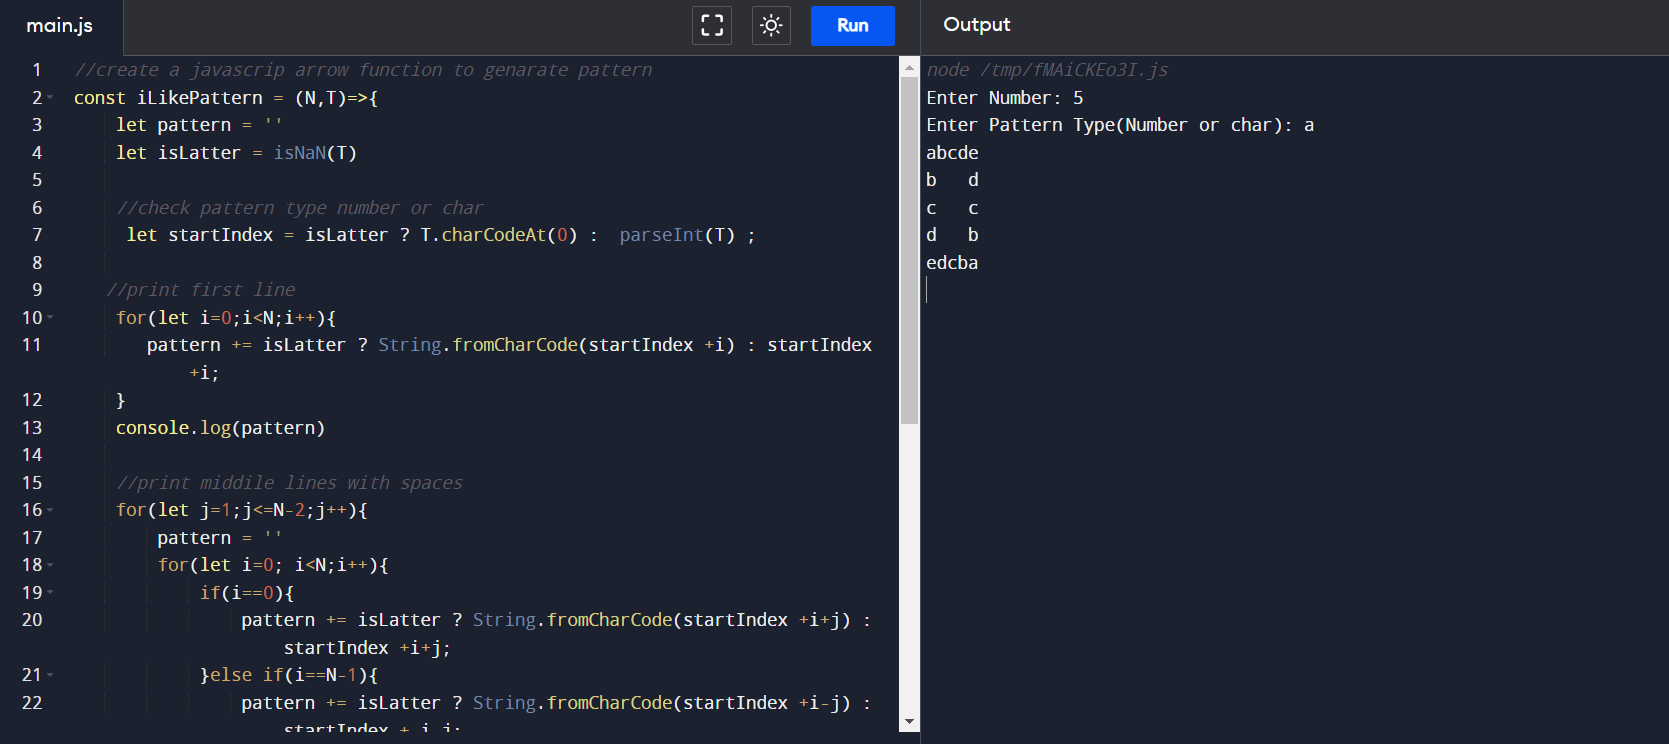 main.js
Run
Output
1 //create a javascrip arrow function to genarate pattern
2 const iLikePattern = (N,T)=>{
3 let pattern = ''
4 let isLatter = isNaN(T)
5
6 //check pattern type number or char
7 let startIndex = isLatter ? T.charCodeAt(0) :  parseInt(T) ;
8
9 //print first line
10 for(let i=0;i<N;i++){
11 pattern += isLatter ? String.fromCharCode(startIndex +i) : startIndex
+i;
12 }
13 console.log(pattern)
14
15 //print middile lines with spaces
16 for(let j=1;j<=N-2;j++){
17 pattern = ''
18 for(let i=0; i<N;i++){
19 if(i==0){
20 pattern += isLatter ? String.fromCharCode(startIndex +i+j) :
startIndex +i+j;
21 }else if(i==N-1){
22 pattern += isLatter ? String.fromCharCode(startIndex +i-j) :
startIndex +
node /tmp/fMAiCKEo3I.js
Enter Number: 5
Enter Pattern Type(Number or char): a
abcde
b   d
c   c
d   b
edcba